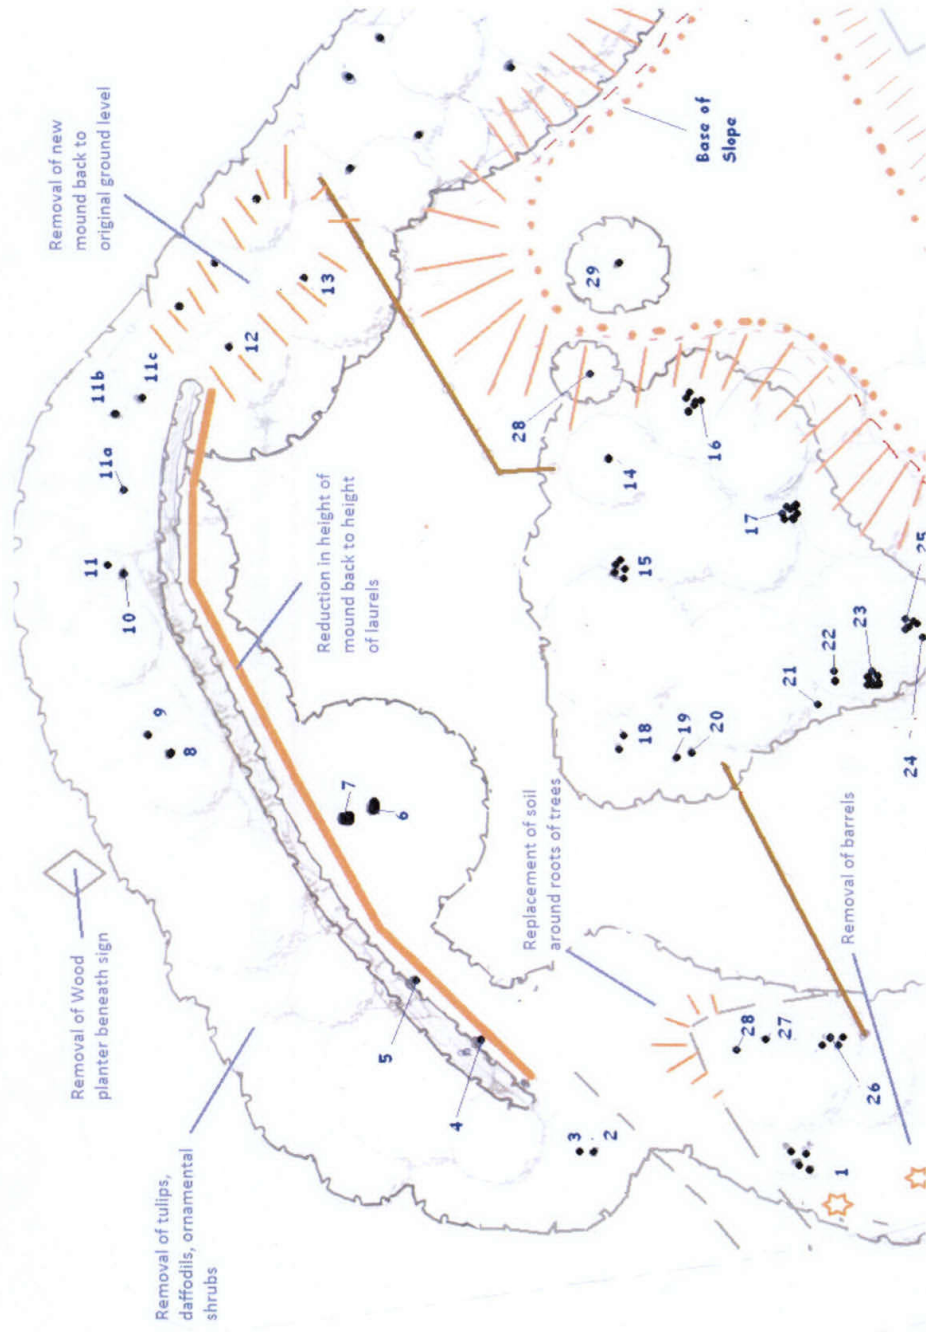 Removal of Wood
planter beneath sign
Removal of new
mound back to
original ground level
Removal of tulips,
daffodils, ornamental
shrubs
11
11a
11b
11c
10
9
8
12
13
Reduction in height of
mound back to height
of laurels
7
6
5
4
3
2
28
29
Base of
Slope
Replacement of soil
around roots of trees
14
15
16
17
18
19
20
21
22
23
24
25
28
27
26
1
Removal of barrels